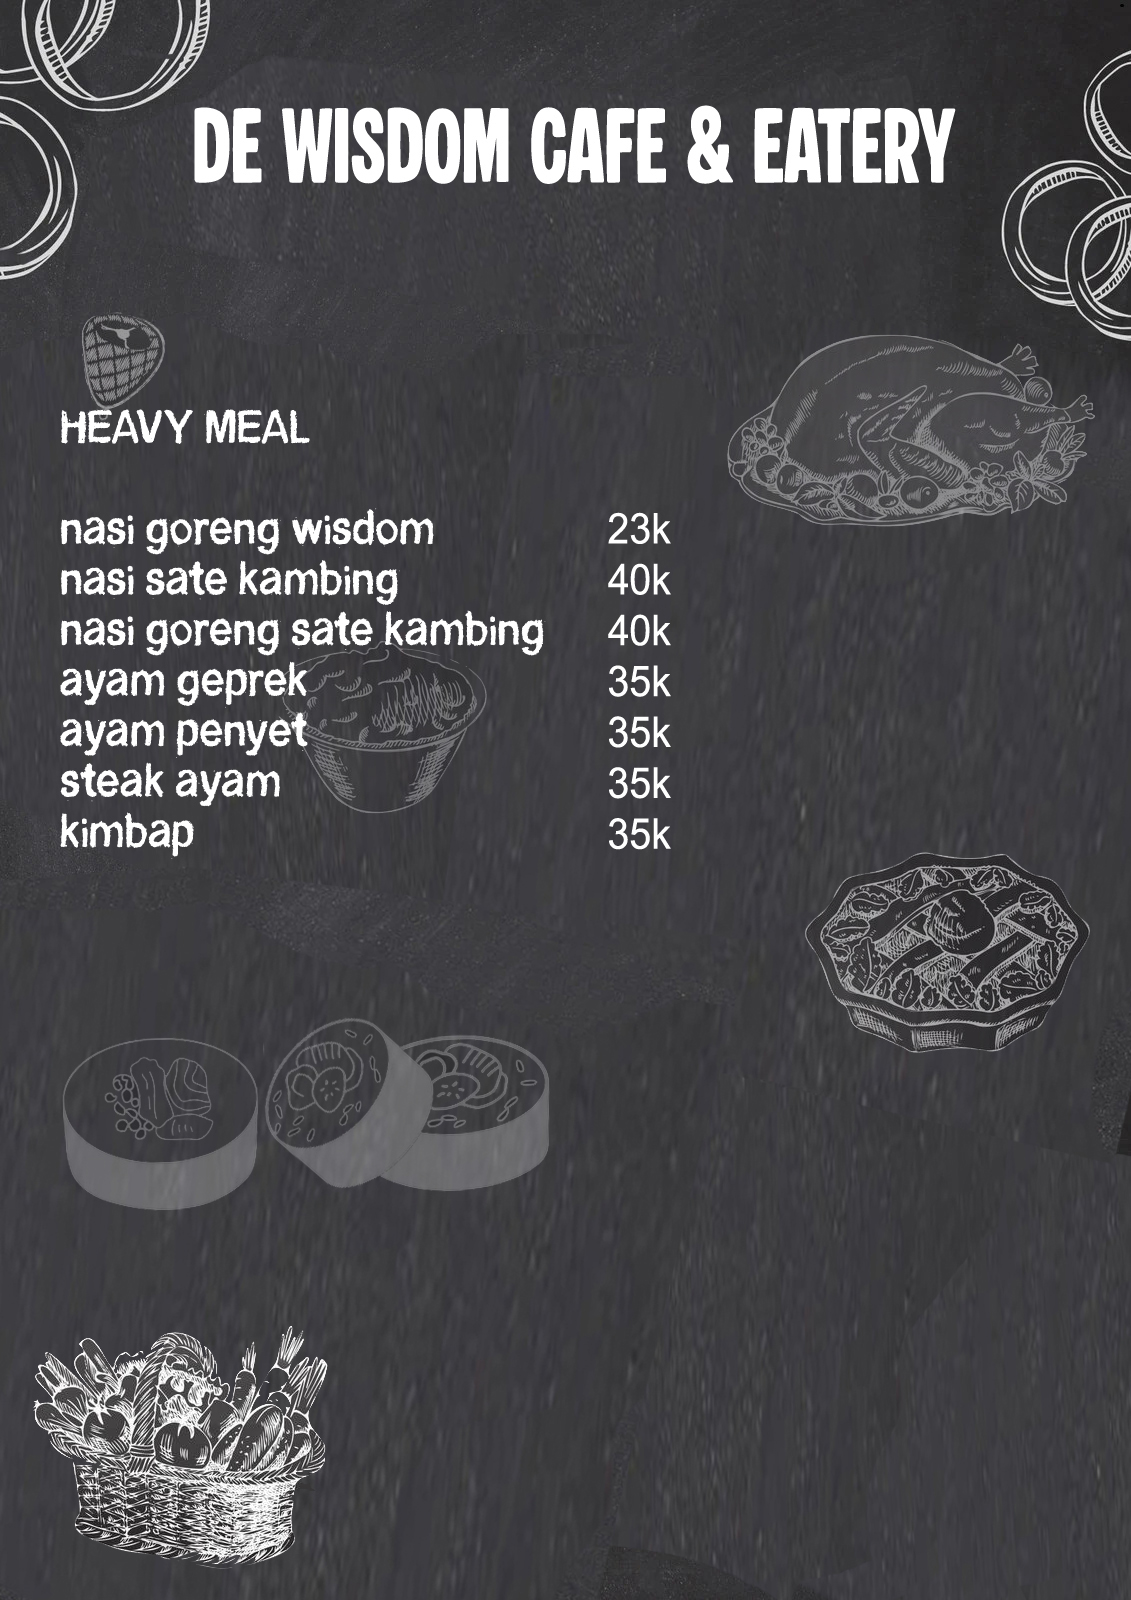 DE WISDOM CAFE & EATERY
HEAVY MEAL
nasi goreng wisdom 23k
nasi sate kambing 40k
nasi goreng sate kambing 40k
ayam geprek 35k
ayam penyet 35k
steak ayam 35k
kimbap 35k